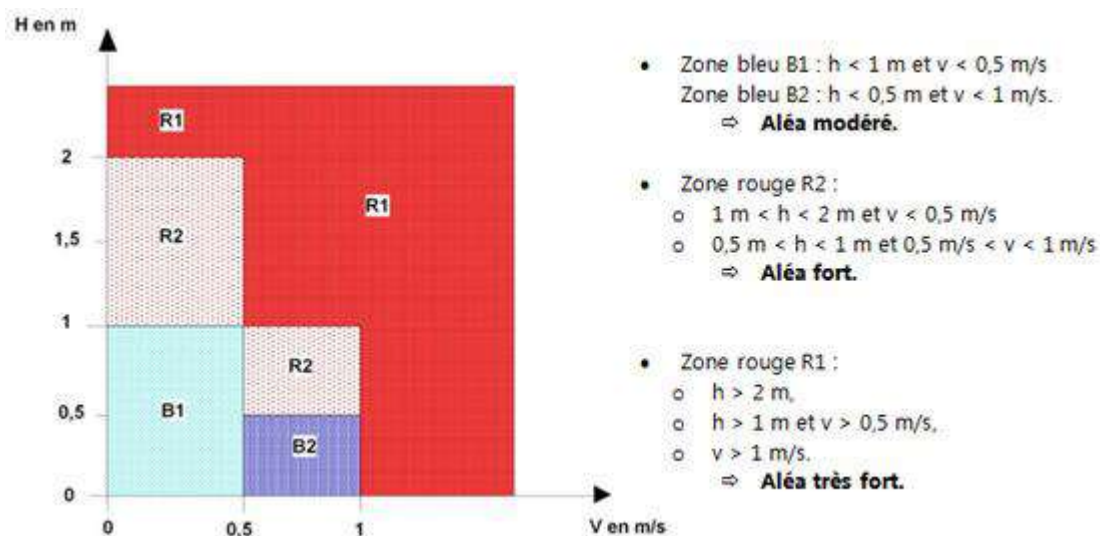 H en m
R1
2
R1
1,5
R2
1
R2
0,5
B1
B2
0
0
0,5
1
V en m/s
• Zone bleu B1 : h < 1 m et v < 0,5 m/s
Zone bleu B2 : h < 0,5 m et v < 1 m/s.
⇨ Aléa modéré.
• Zone rouge R2 :
o 1 m < h < 2 m et v < 0,5 m/s
o 0,5 m < h < 1 m et 0,5 m/s < v < 1 m/s
⇨ Aléa fort.
• Zone rouge R1 :
o h > 2 m,
o h > 1 m et v > 0,5 m/s,
o v > 1 m/s.
⇨ Aléa très fort.